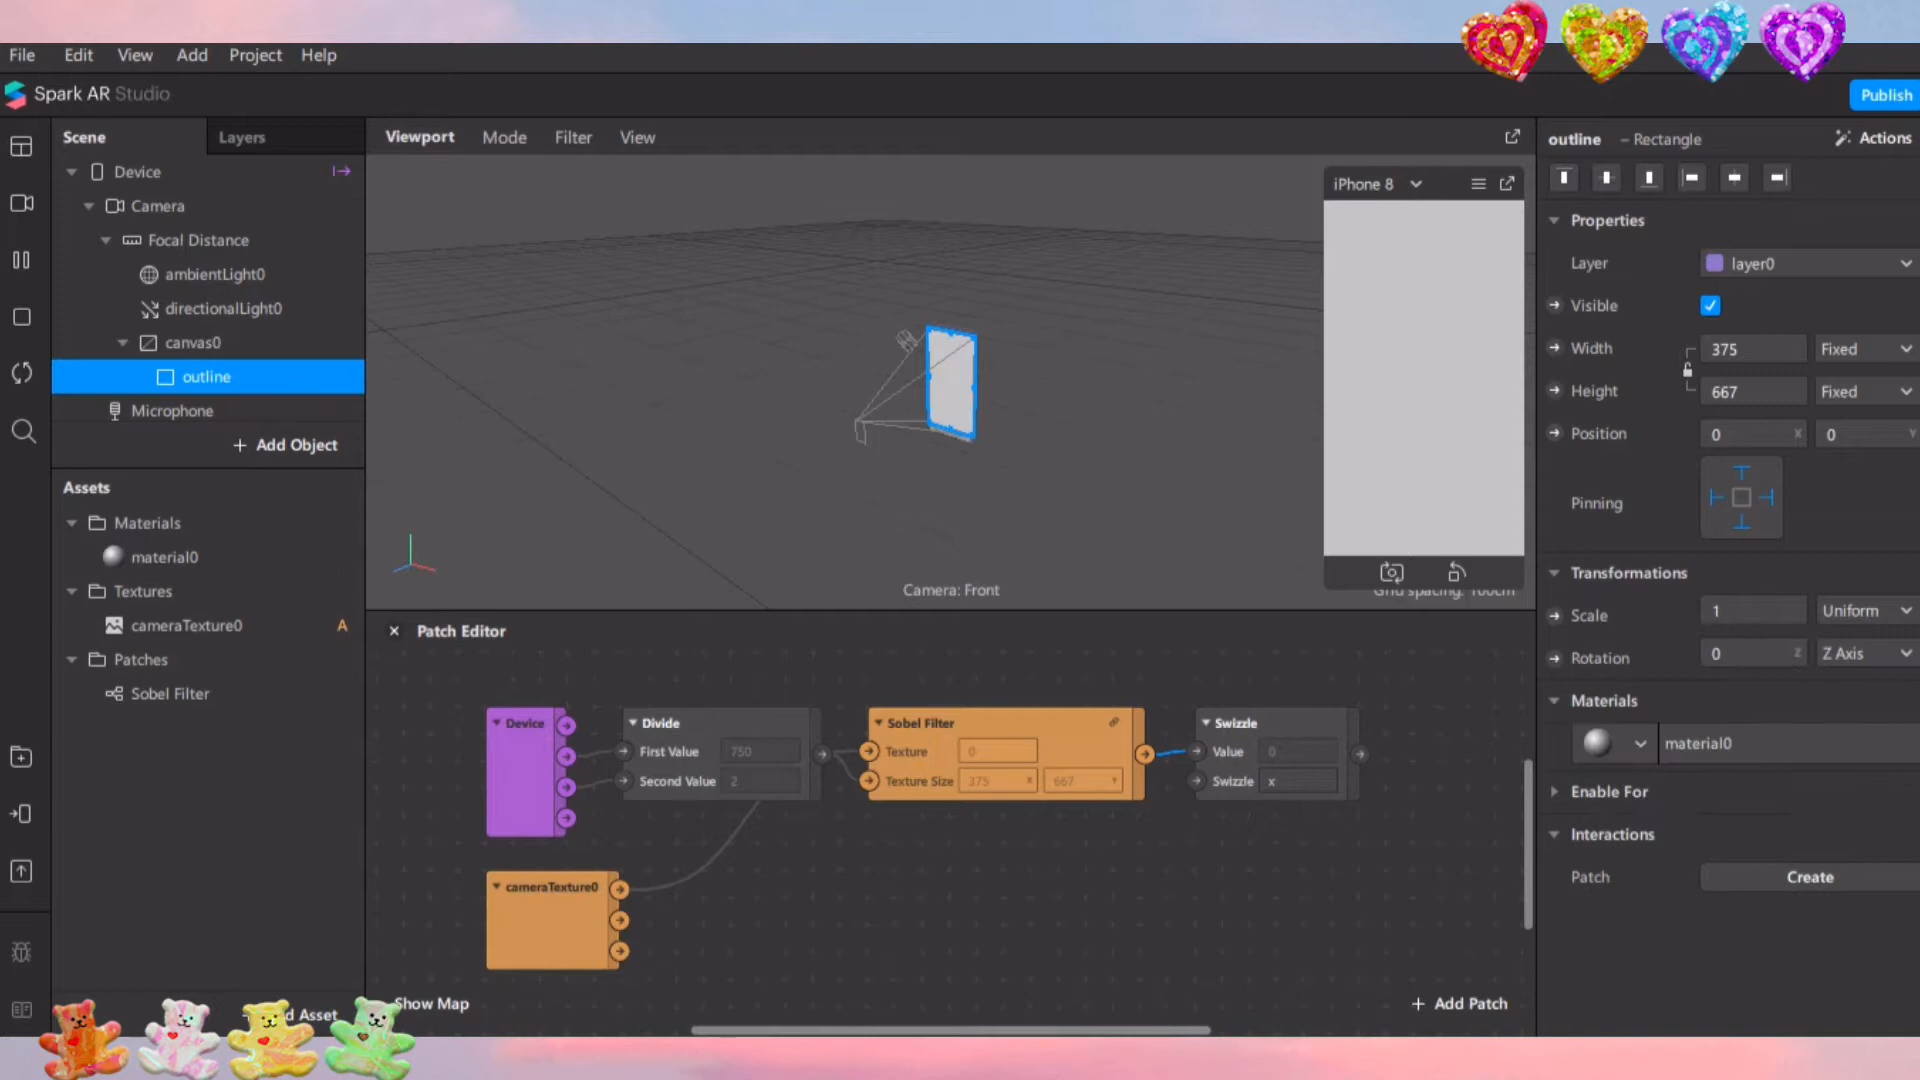 File Edit View Add Project Help
Spark AR Studio
Publish
Scene Layers
Device
Camera
Focal Distance
ambientLight0
directionalLight0
canvas0
outline
Microphone
+ Add Object
Assets
Materials
material0
Textures
cameraTexture0 A
Patches
Sobel Filter
Asset
Viewport Mode Filter View
iPhone 8
Camera: Front
Grid spacing: 100cm
Patch Editor
Device
Divide
First Value 750
Second Value 2
Sobel Filter
Texture 0
Texture Size 375 X 667 Y
Swizzle
Value 0
Swizzle x
cameraTexture0
Show Map
+ Add Patch
outline – Rectangle Actions
Properties
Layer layer0
Visible
Width 375 Fixed
Height 667 Fixed
Position 0 X 0 Y
Pinning
Transformations
Scale 1 Uniform
Rotation 0 Z Z Axis
Materials
material0
Enable For
Interactions
Patch Create